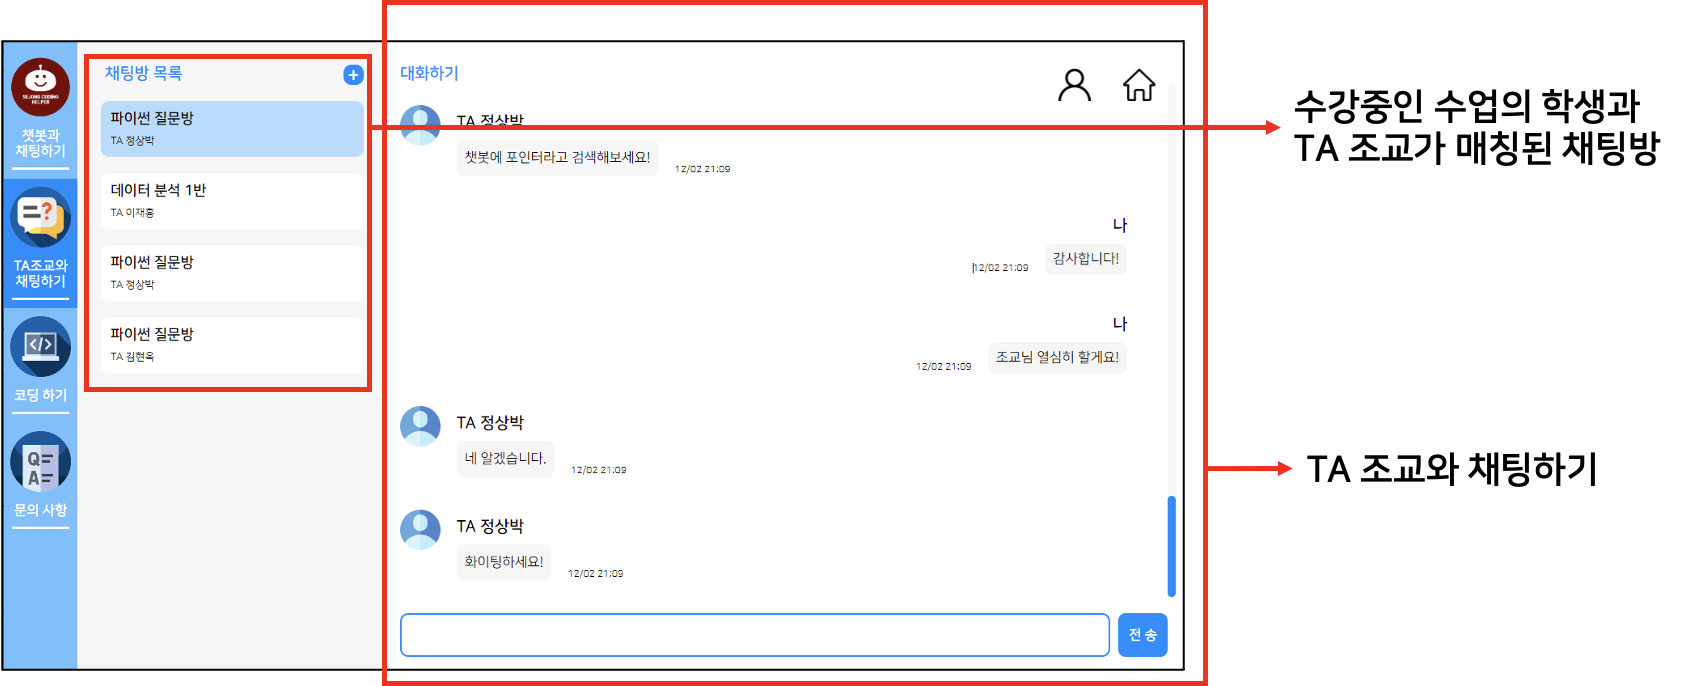 SEJONG CODING
HELPER
챗봇과
채팅하기
TA조교와
채팅하기
</>
코딩 하기
Q
A
문의 사항
채팅방 목록
+
파이썬 질문방
TA 정상박
데이터 분석 1반
TA 이재홍
파이썬 질문방
TA 정상박
파이썬 질문방
TA 김현옥
대화하기
TA 정상박
챗봇에 포인터라고 검색해보세요!
12/02 21:09
나
감사합니다!
12/02 21:09
나
조교님 열심히 할게요!
12/02 21:09
TA 정상박
네 알겠습니다.
12/02 21:09
TA 정상박
화이팅하세요!
12/02 21:09
전 송
수강중인 수업의 학생과
TA 조교가 매칭된 채팅방
TA 조교와 채팅하기